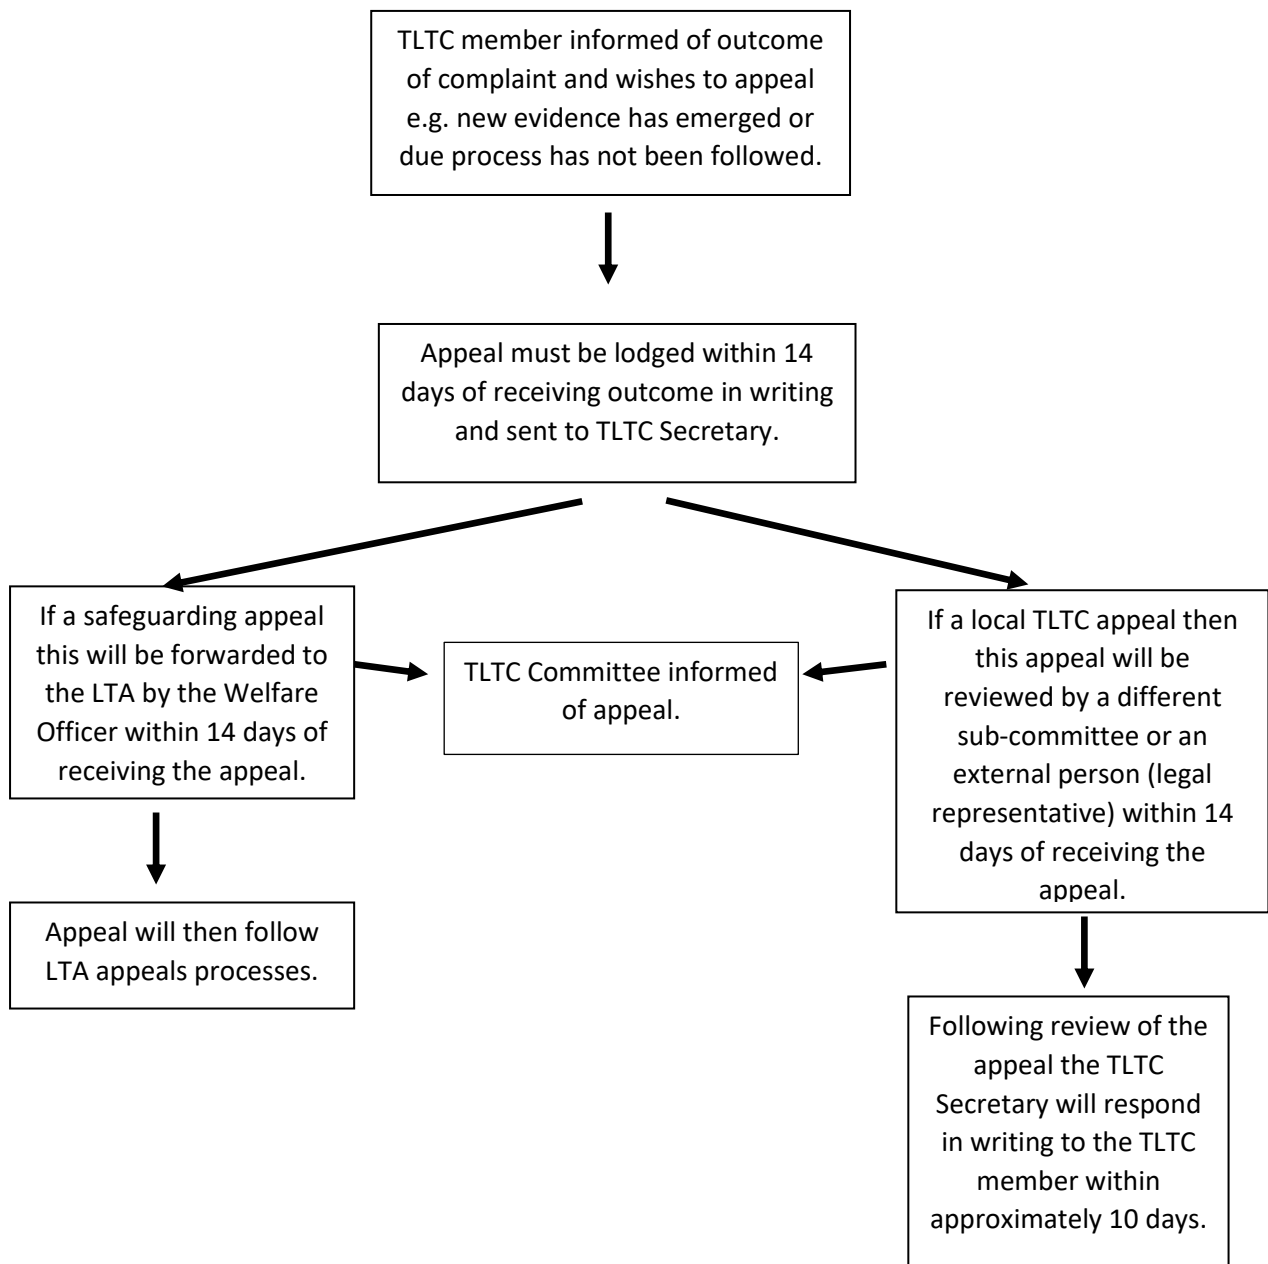 TLTC member informed of outcome
of complaint and wishes to appeal
e.g. new evidence has emerged or
due process has not been followed.
Appeal must be lodged within 14
days of receiving outcome in writing
and sent to TLTC Secretary.
If a safeguarding appeal
this will be forwarded to
the LTA by the Welfare
Officer within 14 days of
receiving the appeal.
TLTC Committee informed
of appeal.
If a local TLTC appeal then
this appeal will be
reviewed by a different
sub-committee or an
external person (legal
representative) within 14
days of receiving the
appeal.
Appeal will then follow
LTA appeals processes.
Following review of the
appeal the TLTC
Secretary will respond
in writing to the TLTC
member within
approximately 10 days.